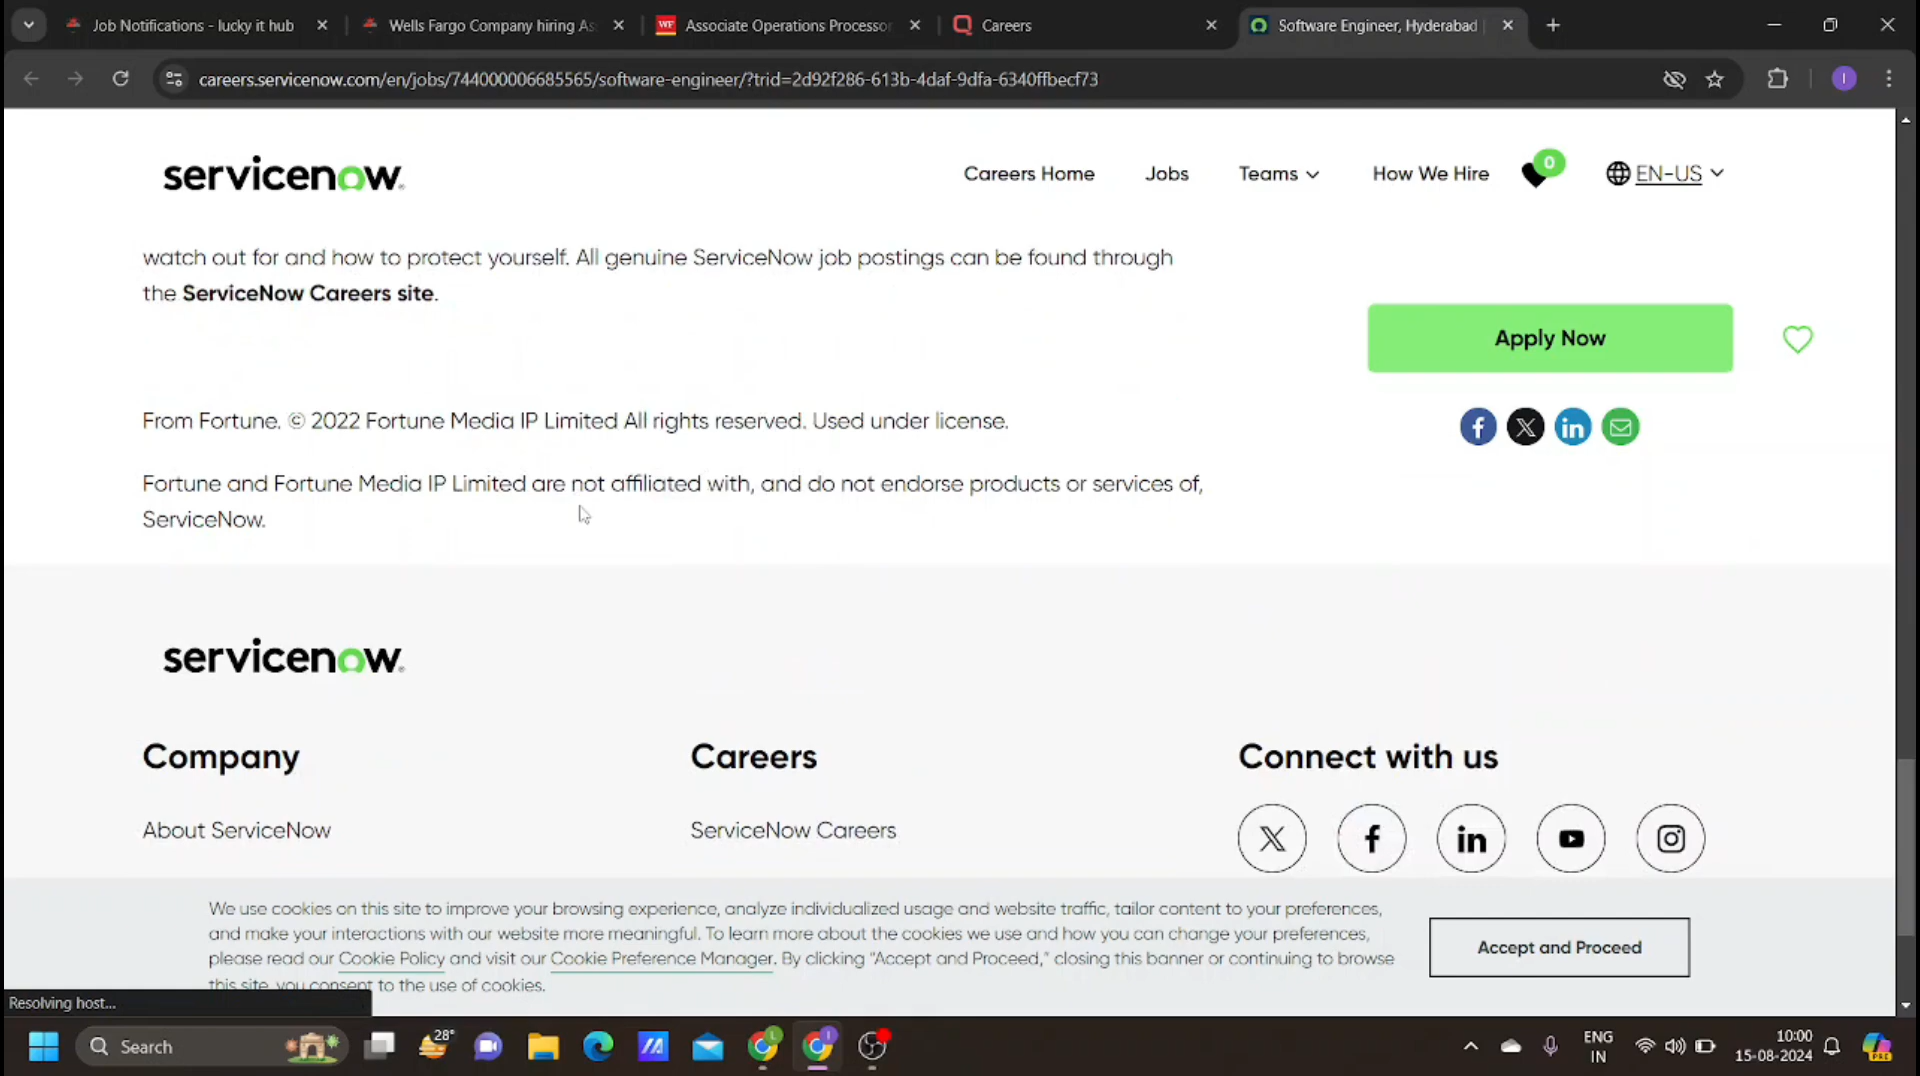 Job Notifications - lucky it hub
Wells Fargo Company hiring As
WF Associate Operations Processor
Careers
Software Engineer, Hyderabad
careers.servicenow.com/en/jobs/744000006685565/software-engineer/?trid=2d92f286-613b-4daf-9dfa-6340ffbecf73
I
servicenow
Careers Home
Jobs
Teams
How We Hire
0
EN-US
watch out for and how to protect yourself. All genuine ServiceNow job postings can be found through
the ServiceNow Careers site.
Apply Now
From Fortune. © 2022 Fortune Media IP Limited All rights reserved. Used under license.
Fortune and Fortune Media IP Limited are not affiliated with, and do not endorse products or services of,
ServiceNow.
servicenow
Company
Careers
Connect with us
About ServiceNow
ServiceNow Careers
We use cookies on this site to improve your browsing experience, analyze individualized usage and website traffic, tailor content to your preferences,
and make your interactions with our website more meaningful. To learn more about the cookies we use and how you can change your preferences,
please read our Cookie Policy and visit our Cookie Preference Manager. By clicking “Accept and Proceed,” closing this banner or continuing to browse
this site, you consent to the use of cookies.
Accept and Proceed
Resolving host...
Search
28°
ENG
IN
10:00
15-08-2024